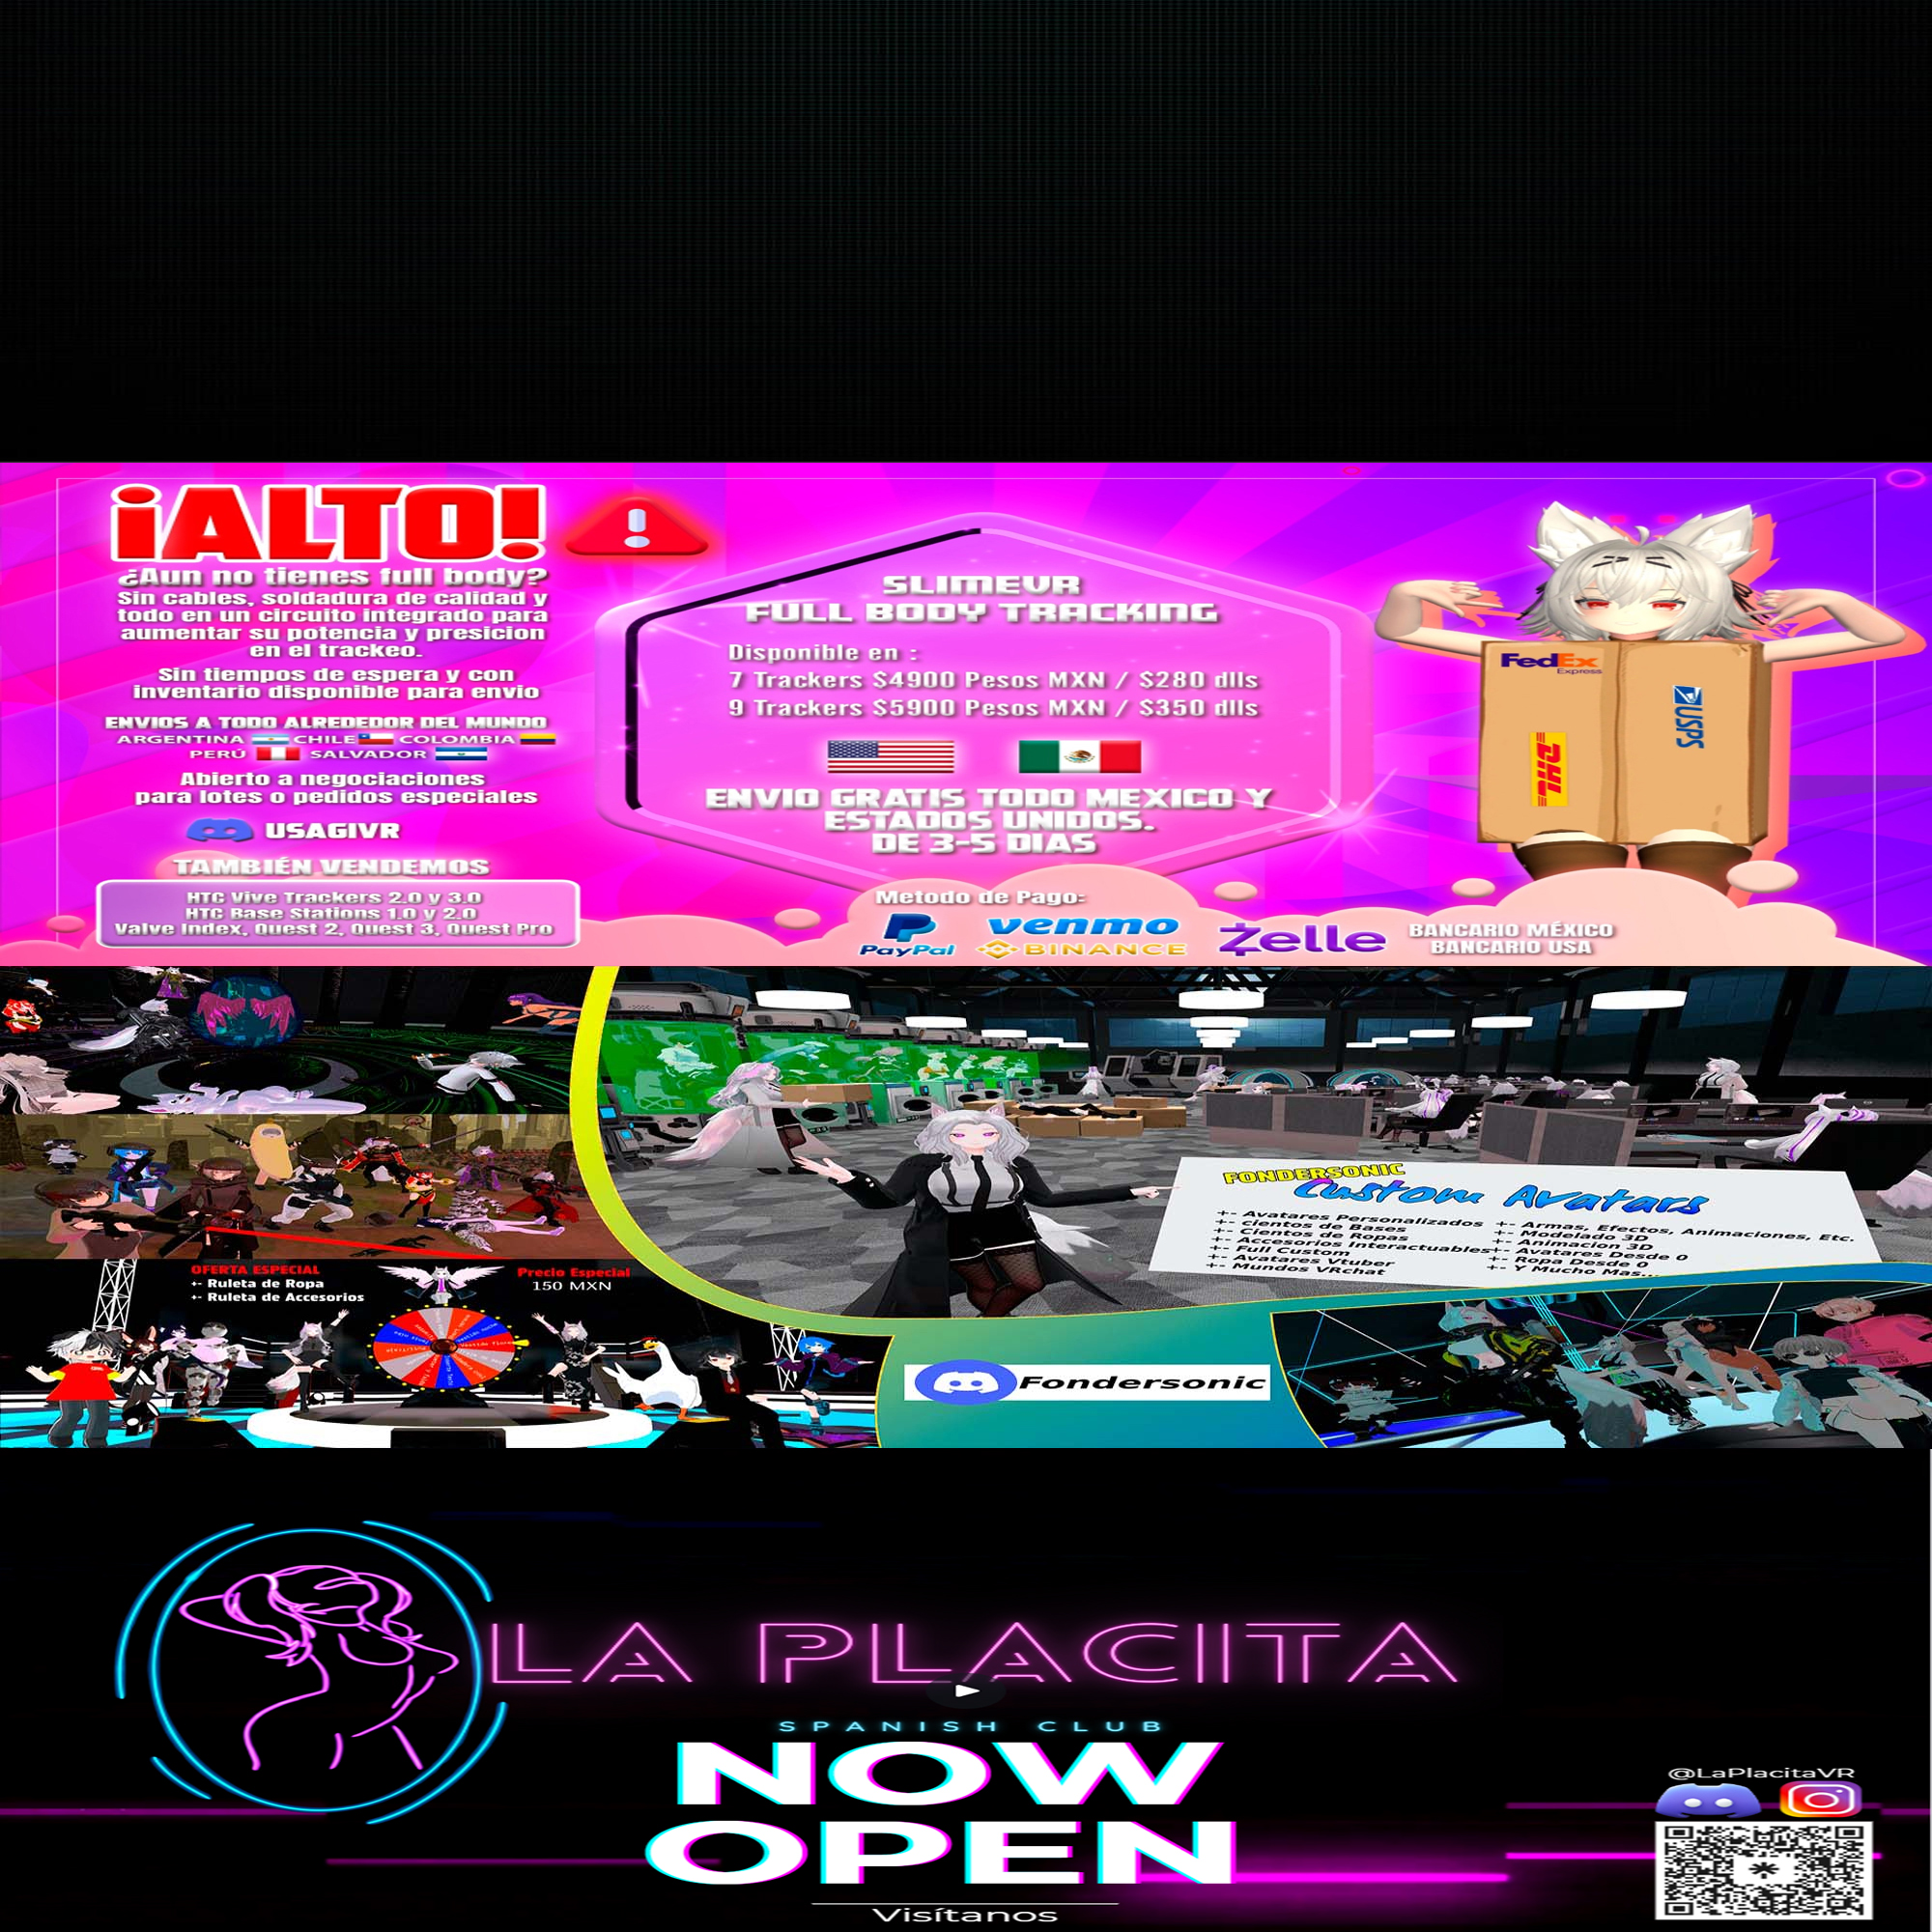 ¡ALTO!
¿Aun no tienes full body?
Sin cables, soldadura de calidad y
todo en un circuito integrado para
aumentar su potencia y presicion
en el trackeo.
Sin tiempos de espera y con
inventario disponible para envio
ENVIOS A TODO ALREDEDOR DEL MUNDO
ARGENTINA CHILE COLOMBIA
PERÚ SALVADOR
Abierto a negociaciones
para lotes o pedidos especiales
USAGIVR
TAMBIÉN VENDEMOS
HTC Vive Trackers 2.0 y 3.0
HTC Base Stations 1.0 y 2.0
Valve Index, Quest 2, Quest 3, Quest Pro
SLIMEVR
FULL BODY TRACKING
Disponible en :
7 Trackers $4900 Pesos MXN / $280 dlls
9 Trackers $5900 Pesos MXN / $350 dlls
ENVIO GRATIS TODO MEXICO Y
ESTADOS UNIDOS.
DE 3-5 DIAS
Metodo de Pago:
PayPal
venmo
BINANCE
Zelle
BANCARIO MÉXICO
BANCARIO USA
FedEx
Express
USPS
DHL
FONDERSONIC
Custom Avatars
+- Avatares Personalizados
+- cientos de Bases
+- Cientos de Ropas
+- Accesorios Interactuables
+- Full Custom
+- Avatares Vtuber
+- Mundos VRchat
+- Armas, Efectos, Animaciones, Etc.
+- Modelado 3D
+- Animacion 3D
+- Avatares Desde 0
+- Ropa Desde 0
+- Y Mucho Mas...
OFERTA ESPECIAL
+- Ruleta de Ropa
+- Ruleta de Accesorios
Precio Especial
150 MXN
Fondersonic
LA PLACITA
SPANISH CLUB
NOW
OPEN
Visítanos
@LaPlacitaVR